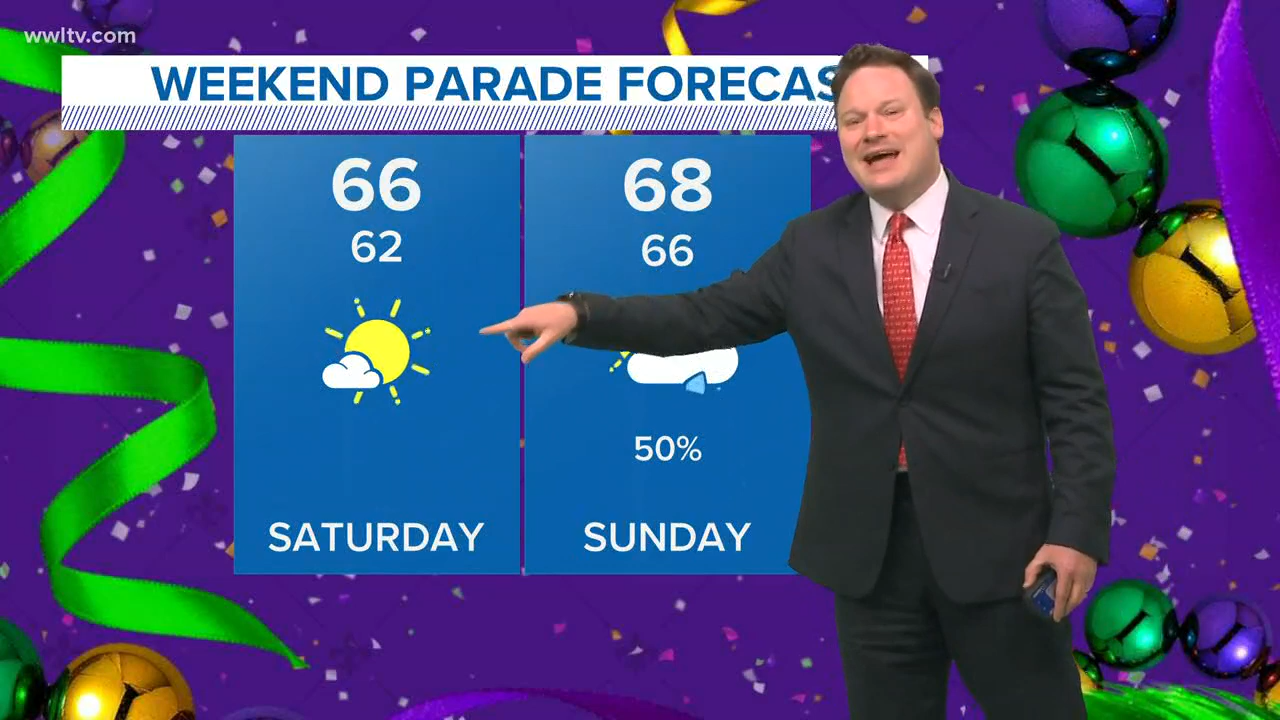 wwltv.com
WEEKEND PARADE FORECAS
66
62
SATURDAY
68
66
50%
SUNDAY